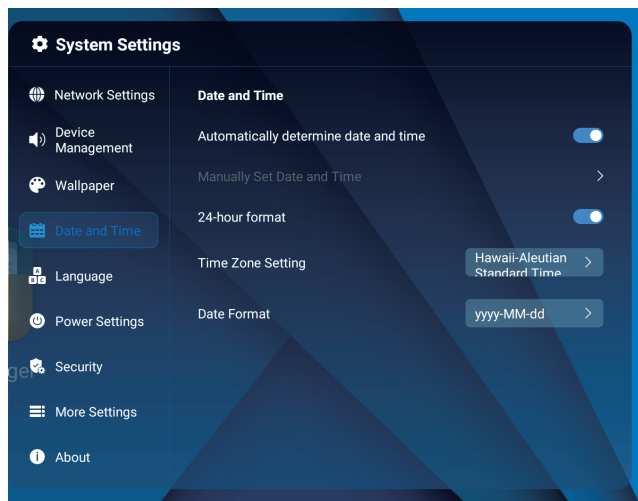 System Settings
Network Settings
Device
Management
Wallpaper
Date and Time
Language
Power Settings
Security
More Settings
About
Date and Time
Automatically determine date and time
Manually Set Date and Time
24-hour format
Time Zone Setting
Hawaii-Aleutian
Standard Time
Date Format
yyyy-MM-dd
ger